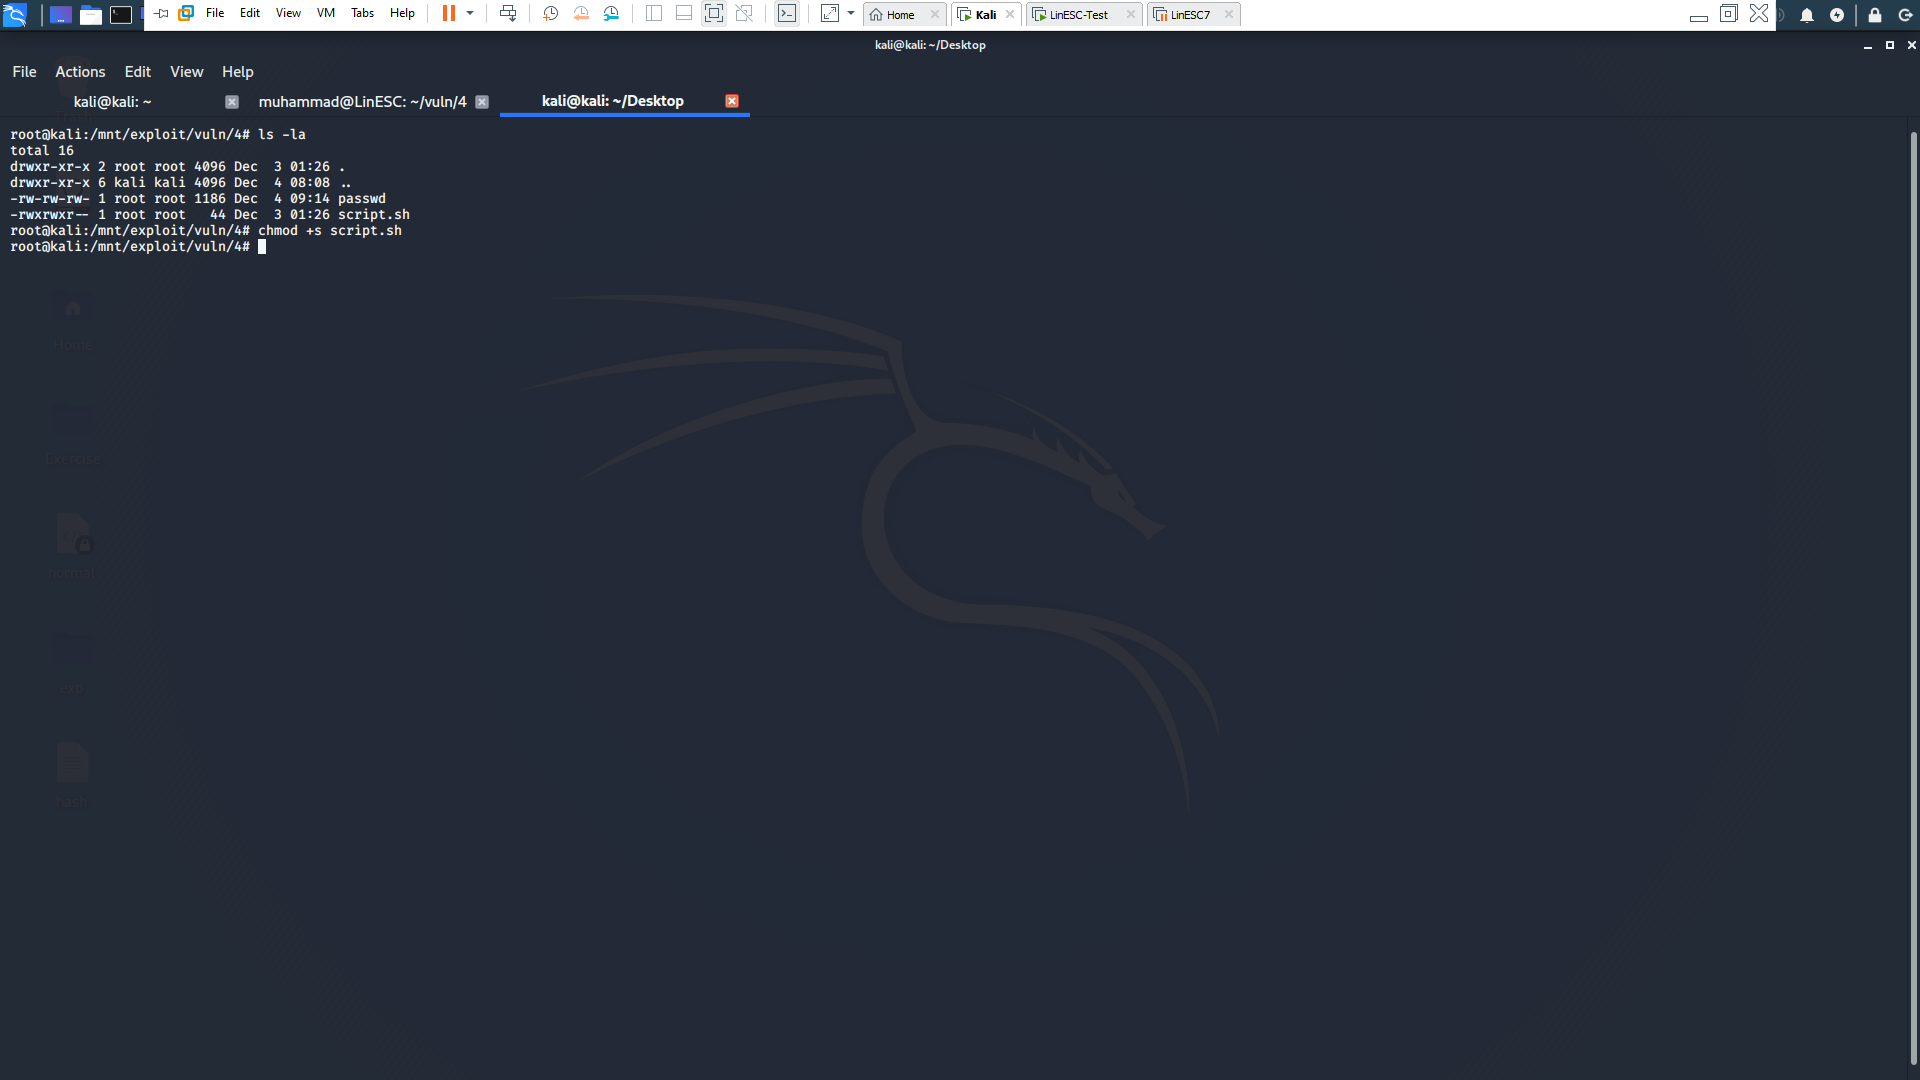 File Edit View VM Tabs Help Home Kali LinESC-Test LinESC7
kali@kali: ~/Desktop
File Actions Edit View Help
kali@kali: ~ muhammad@LinESC: ~/vuln/4 kali@kali: ~/Desktop
root@kali:/mnt/exploit/vuln/4# ls -la
total 16
drwxr-xr-x 2 root root 4096 Dec  3 01:26 .
drwxr-xr-x 6 kali kali 4096 Dec  4 08:08 ..
-rw-rw-rw- 1 root root 1186 Dec  4 09:14 passwd
-rwxrwxr-- 1 root root   44 Dec  3 01:26 script.sh
root@kali:/mnt/exploit/vuln/4# chmod +s script.sh
root@kali:/mnt/exploit/vuln/4#
Home
Exercise
normal
hash